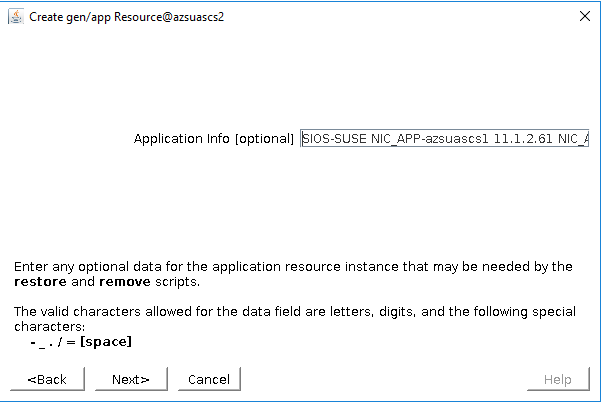 Create gen/app Resource@azsuascs2
Application Info [optional] SIOS-SUSE NIC_APP-azsuascs1 11.1.2.61 NIC_A
Enter any optional data for the application resource instance that may be needed by the
restore and remove scripts.
The valid characters allowed for the data field are letters, digits, and the following special
characters:
- _ . / = [space]
<Back Next> Cancel Help